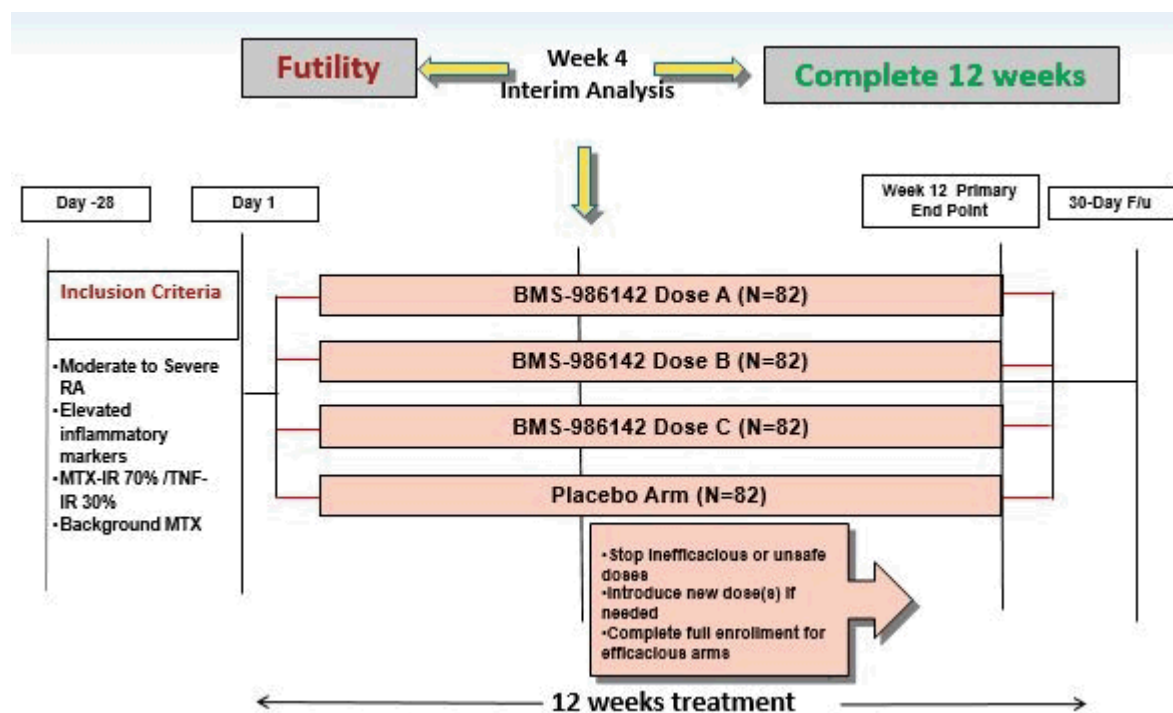 Futility
Week 4
Interim Analysis
Complete 12 weeks
Day -28
Day 1
Week 12 Primary
End Point
30-Day F/u
Inclusion Criteria
•Moderate to Severe
RA
•Elevated
inflammatory
markers
•MTX-IR 70% /TNF-
IR 30%
•Background MTX
BMS-986142 Dose A (N=82)
BMS-986142 Dose B (N=82)
BMS-986142 Dose C (N=82)
Placebo Arm (N=82)
•Stop inefficacious or unsafe
doses
•Introduce new dose(s) if
needed
•Complete full enrollment for
efficacious arms
12 weeks treatment